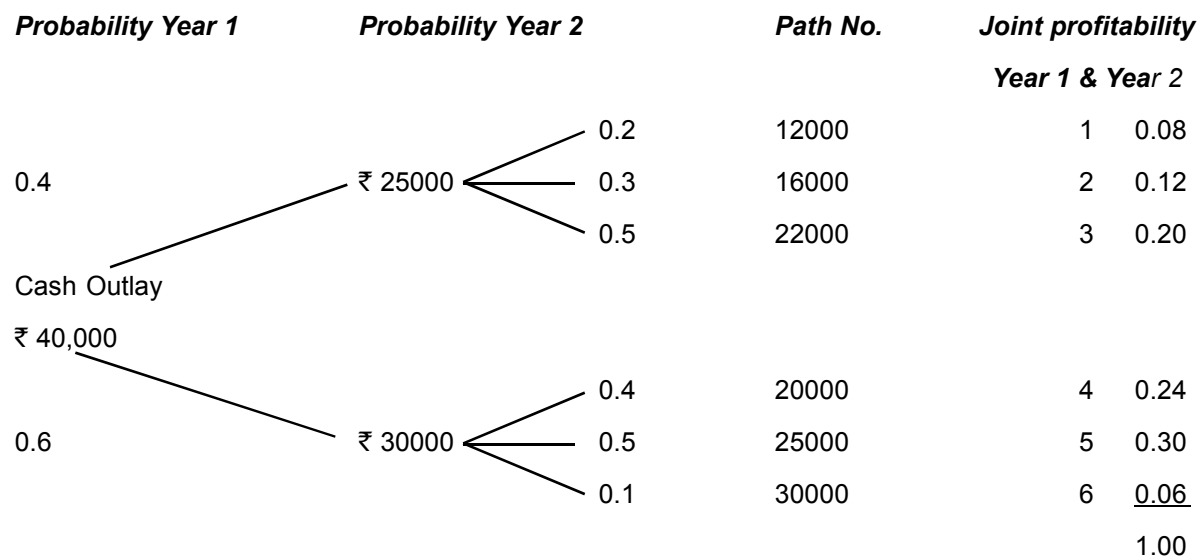 Probability Year 1 Probability Year 2 Path No. Joint profitability
Year 1 & Year 2
0.2 12000 1 0.08
0.4 ₹ 25000 0.3 16000 2 0.12
0.5 22000 3 0.20
Cash Outlay
₹ 40,000
0.4 20000 4 0.24
0.6 ₹ 30000 0.5 25000 5 0.30
0.1 30000 6 0.06
1.00